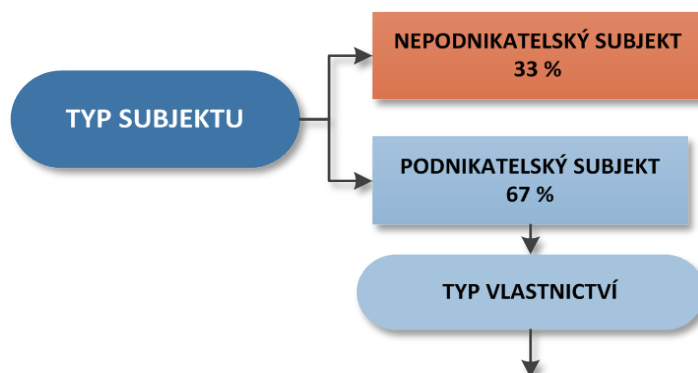 NEPODNIKATELSKÝ SUBJEKT
33 %
TYP SUBJEKTU
PODNIKATELSKÝ SUBJEKT
67 %
TYP VLASTNICTVÍ